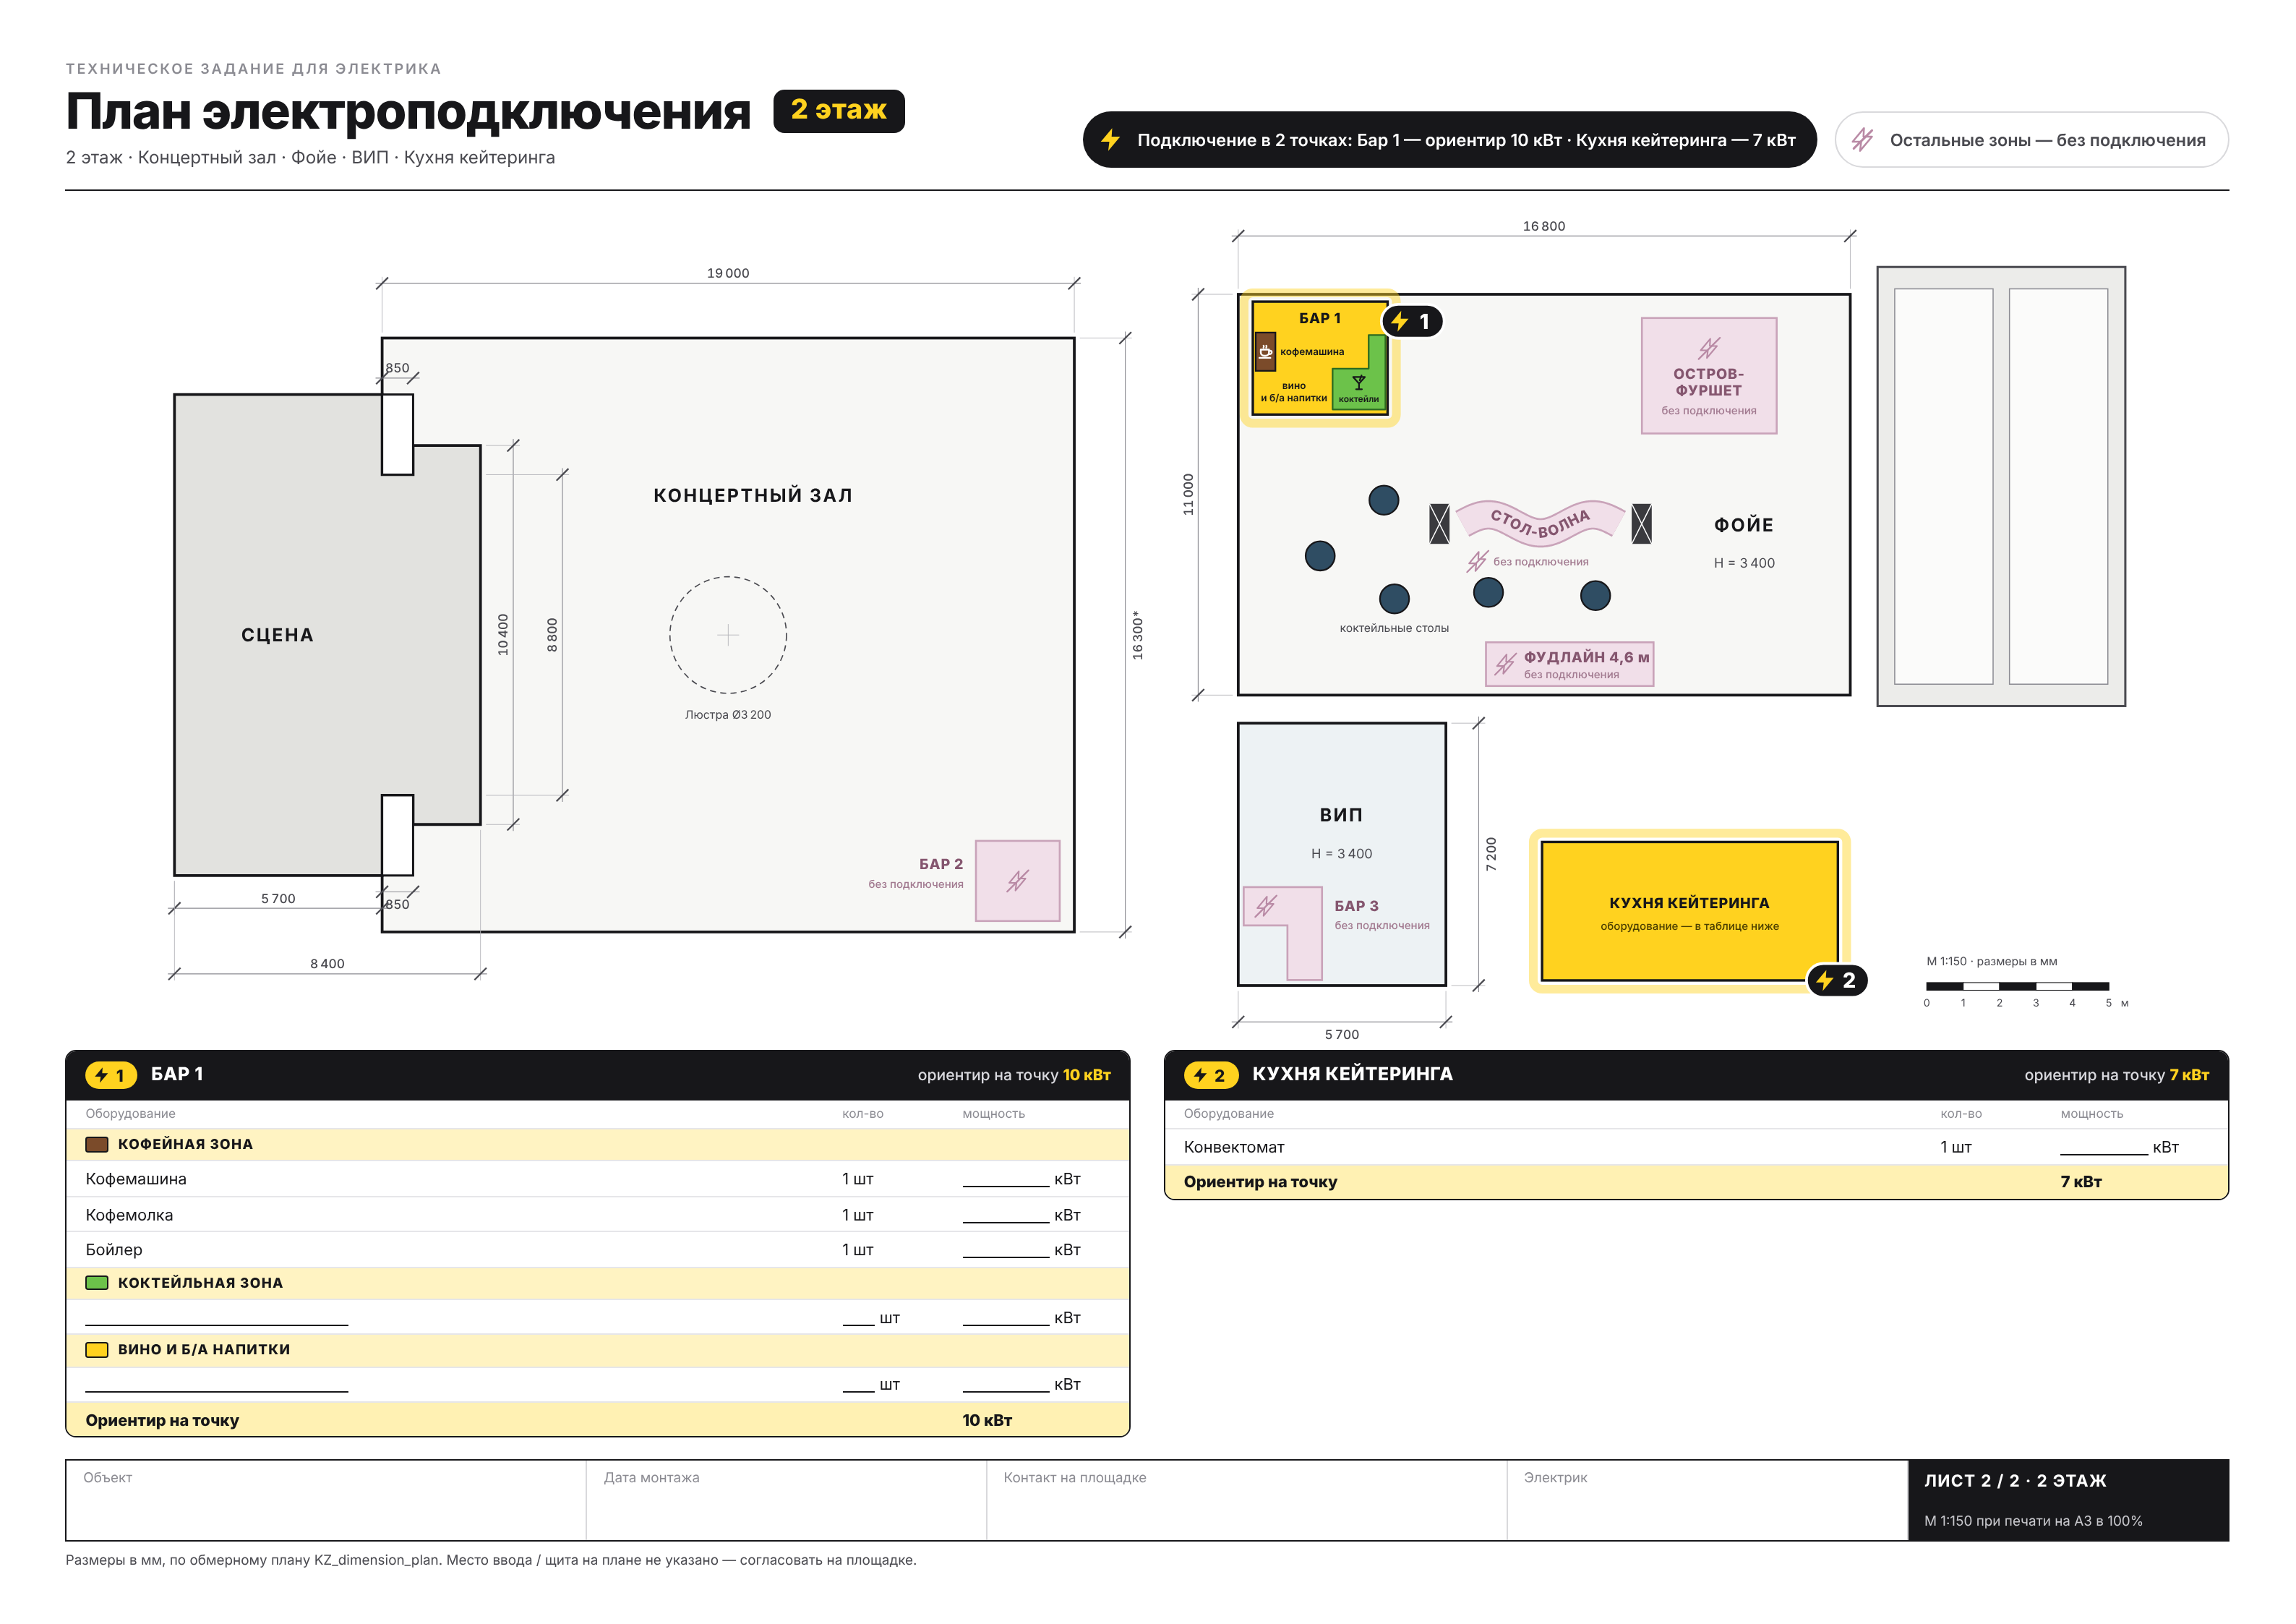 ТЕХНИЧЕСКОЕ ЗАДАНИЕ ДЛЯ ЭЛЕКТРИКА
План электроподключения 2 этаж
2 этаж · Концертный зал · Фойе · ВИП · Кухня кейтеринга
Подключение в 2 точках: Бар 1 — ориентир 10 кВт · Кухня кейтеринга — 7 кВт
Остальные зоны — без подключения
19 000
850
КОНЦЕРТНЫЙ ЗАЛ
СЦЕНА
10 400
8 800
16 300*
Люстра Ø3 200
БАР 2
без подключения
5 700
850
8 400
16 800
11 000
БАР 1
1
кофемашина
вино
и б/а напитки
коктейли
ОСТРОВ-
ФУРШЕТ
без подключения
СТОЛ-ВОЛНА
без подключения
ФОЙЕ
H = 3 400
коктейльные столы
ФУДЛАЙН 4,6 м
без подключения
ВИП
H = 3 400
7 200
БАР 3
без подключения
5 700
КУХНЯ КЕЙТЕРИНГА
оборудование — в таблице ниже
2
М 1:150 · размеры в мм
0 1 2 3 4 5 м
1 БАР 1 ориентир на точку 10 кВт
Оборудование кол-во мощность
КОФЕЙНАЯ ЗОНА
Кофемашина 1 шт кВт
Кофемолка 1 шт кВт
Бойлер 1 шт кВт
КОКТЕЙЛЬНАЯ ЗОНА
шт кВт
ВИНО И Б/А НАПИТКИ
шт кВт
Ориентир на точку 10 кВт
2 КУХНЯ КЕЙТЕРИНГА ориентир на точку 7 кВт
Оборудование кол-во мощность
Конвектомат 1 шт кВт
Ориентир на точку 7 кВт
Объект
Дата монтажа
Контакт на площадке
Электрик
ЛИСТ 2 / 2 · 2 ЭТАЖ
М 1:150 при печати на А3 в 100%
Размеры в мм, по обмерному плану KZ_dimension_plan. Место ввода / щита на плане не указано — согласовать на площадке.